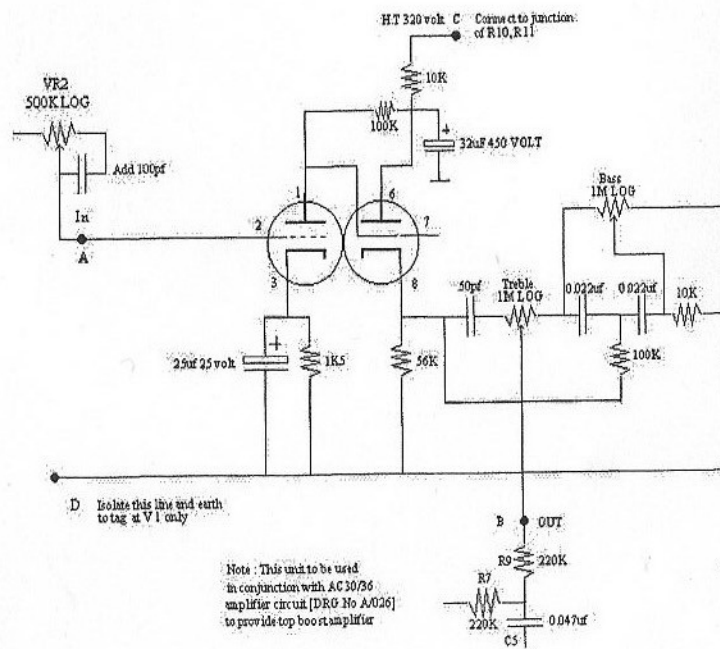 H.T 320 volt C Connect to junction
of R10,R11
10K
VR2
500K LOG
100K
+
32uF 450 VOLT
Add 100pf
Bass
1M LOG
In
1
6
2
7
A
3
8
50pf
Treble
1M LOG
0.022uf
0.022uf
10K
+
25uf 25 volt
1K5
56K
100K
D Isolate this line and earth
to tag at V1 only
B OUT
R9
220K
Note : This unit to be used
in conjunction with AC30/36
amplifier circuit [DRG No A/026]
to provide top boost amplifier
R7
220K
0.047uf
C5